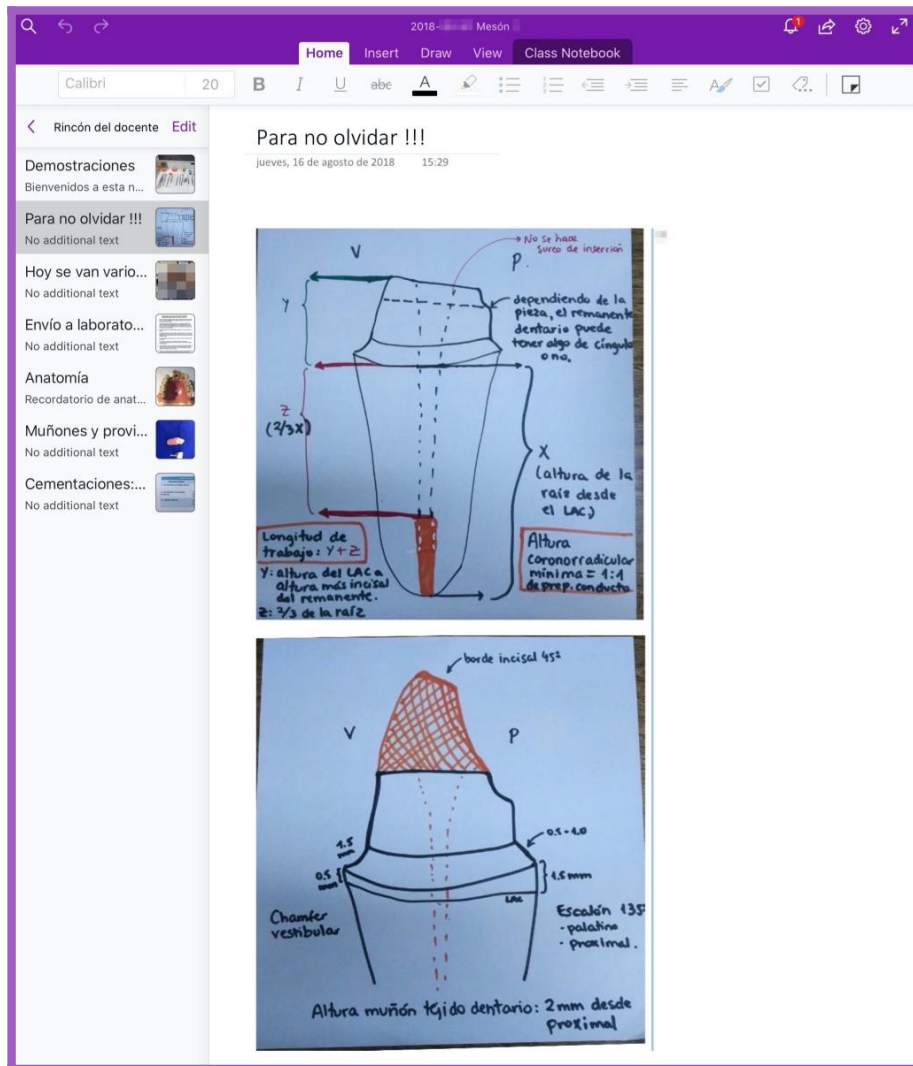 2018- Mesón
Home Insert Draw View Class Notebook
Calibri 20 B I U abc A
Rincón del docente Edit
Demostraciones
Bienvenidos a esta n...
Para no olvidar !!!
No additional text
Hoy se van vario...
No additional text
Envío a laborato...
No additional text
Anatomía
Recordatorio de anat...
Muñones y provi...
No additional text
Cementaciones:...
No additional text
Para no olvidar !!!
jueves, 16 de agosto de 2018 15:29
No se hace
surco de inserción
V
P.
Y
dependiendo de la
pieza, el remanente
dentario puede
tener algo de cíngulo
o no.
Z
(2/3X)
X
(altura de la
raíz desde
el LAC)
Longitud de
trabajo: Y+Z
Y: altura del LAC a
altura más incisal
del remanente.
Z: 2/3 de la raíz
Altura
coronorradicular
mínima = 1:1
de prep. conducto
borde incisal 45º
V
P
1.5
mm
0.5
mm
0.5-1.0
1.5mm
LAC
Chamfer
vestibular
Escalón 135
- palatino
- proximal.
Altura muñón tejido dentario: 2mm desde
proximal